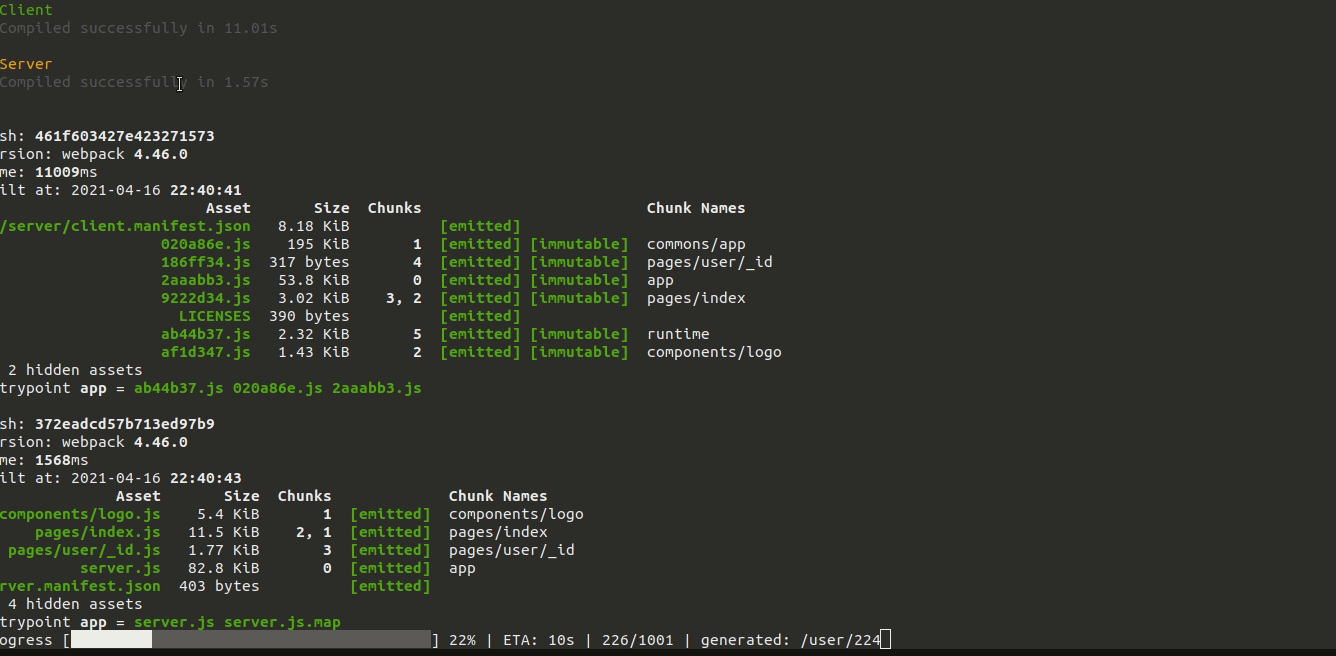 Client
Compiled successfully in 11.01s
Server
Compiled successfully in 1.57s
sh: 461f603427e423271573
rsion: webpack 4.46.0
me: 11009ms
ilt at: 2021-04-16 22:40:41
Asset Size Chunks Chunk Names
/server/client.manifest.json 8.18 KiB [emitted]
020a86e.js 195 KiB 1 [emitted] [immutable] commons/app
186ff34.js 317 bytes 4 [emitted] [immutable] pages/user/_id
2aaabb3.js 53.8 KiB 0 [emitted] [immutable] app
9222d34.js 3.02 KiB 3, 2 [emitted] [immutable] pages/index
LICENSES 390 bytes [emitted]
ab44b37.js 2.32 KiB 5 [emitted] [immutable] runtime
af1d347.js 1.43 KiB 2 [emitted] [immutable] components/logo
2 hidden assets
trypoint app = ab44b37.js 020a86e.js 2aaabb3.js
sh: 372eadcd57b713ed97b9
rsion: webpack 4.46.0
me: 1568ms
ilt at: 2021-04-16 22:40:43
Asset Size Chunks Chunk Names
components/logo.js 5.4 KiB 1 [emitted] components/logo
pages/index.js 11.5 KiB 2, 1 [emitted] pages/index
pages/user/_id.js 1.77 KiB 3 [emitted] pages/user/_id
server.js 82.8 KiB 0 [emitted] app
rver.manifest.json 403 bytes [emitted]
4 hidden assets
trypoint app = server.js server.js.map
ogress [ ] 22% | ETA: 10s | 226/1001 | generated: /user/224